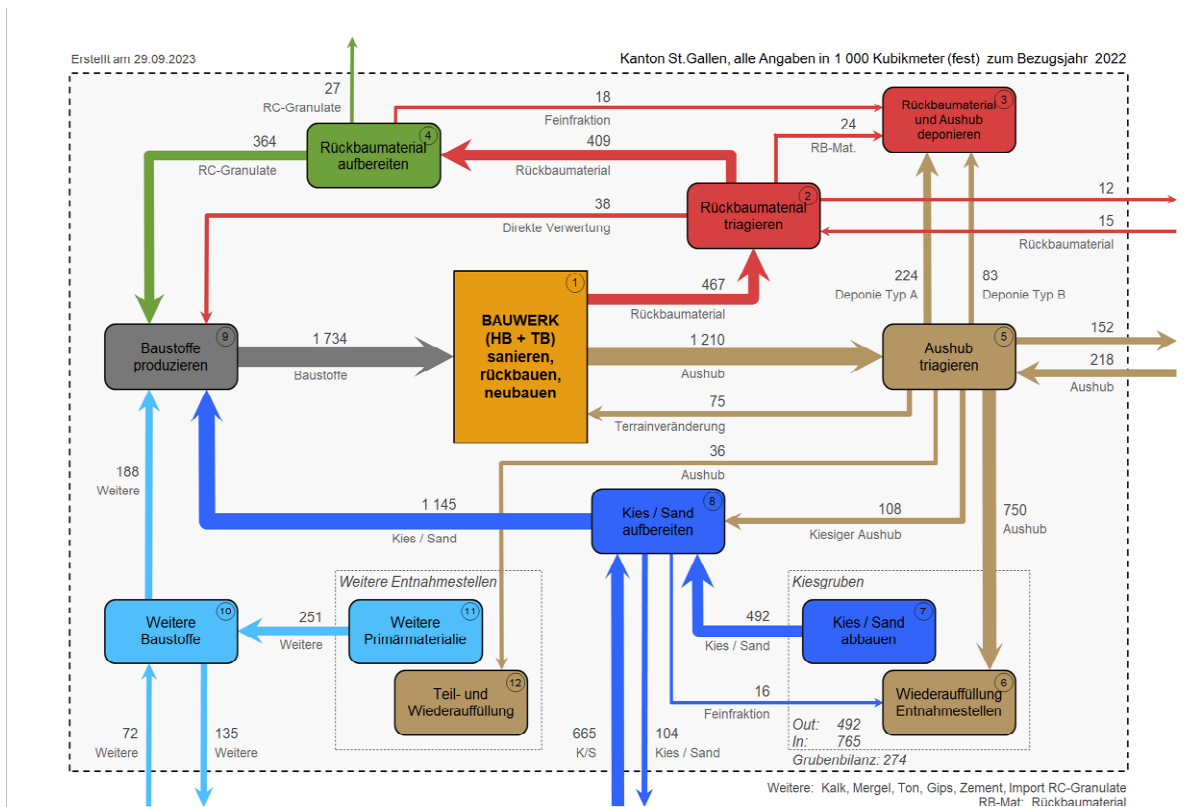 Erstellt am 29.09.2023
Kanton St.Gallen, alle Angaben in 1 000 Kubikmeter (fest) zum Bezugsjahr 2022
27
RC-Granulate
18
Feinfraktion
3
Rückbaumaterial
und Aushub
deponieren
24
RB-Mat.
4
Rückbaumaterial
aufbereiten
364
RC-Granulate
409
Rückbaumaterial
2
Rückbaumaterial
triagieren
12
15
Rückbaumaterial
38
Direkte Verwertung
467
Rückbaumaterial
224
Deponie Typ A
83
Deponie Typ B
1
BAUWERK
(HB + TB)
sanieren,
rückbauen,
neubauen
9
Baustoffe
produzieren
1 734
Baustoffe
1 210
Aushub
5
Aushub
triagieren
152
218
Aushub
75
Terrainveränderung
36
Aushub
188
Weitere
1 145
Kies / Sand
8
Kies / Sand
aufbereiten
108
Kiesiger Aushub
750
Aushub
Weitere Entnahmestellen
Kiesgruben
10
Weitere
Baustoffe
251
Weitere
11
Weitere
Primärmaterialie
492
Kies / Sand
7
Kies / Sand
abbauen
12
Teil- und
Wiederauffüllung
16
Feinfraktion
6
Wiederauffüllung
Entnahmestellen
72
Weitere
135
Weitere
665
K/S
104
Kies / Sand
Out: 492
In: 765
Grubenbilanz: 274
Weitere: Kalk, Mergel, Ton, Gips, Zement, Import RC-Granulate
RB-Mat: Rückbaumaterial